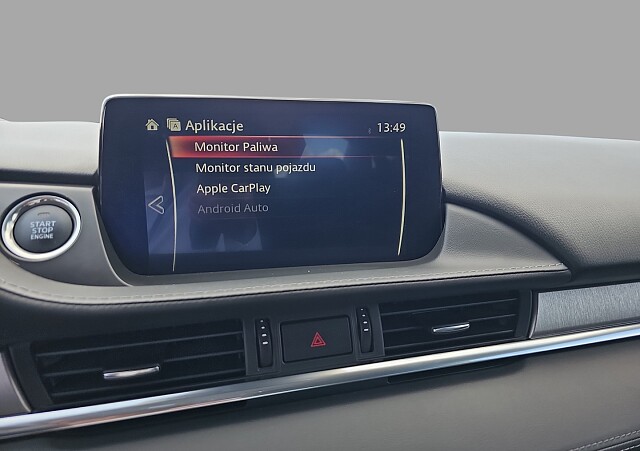 Aplikacje
13:49
Monitor Paliwa
Monitor stanu pojazdu
Apple CarPlay
Android Auto
START
STOP
ENGINE